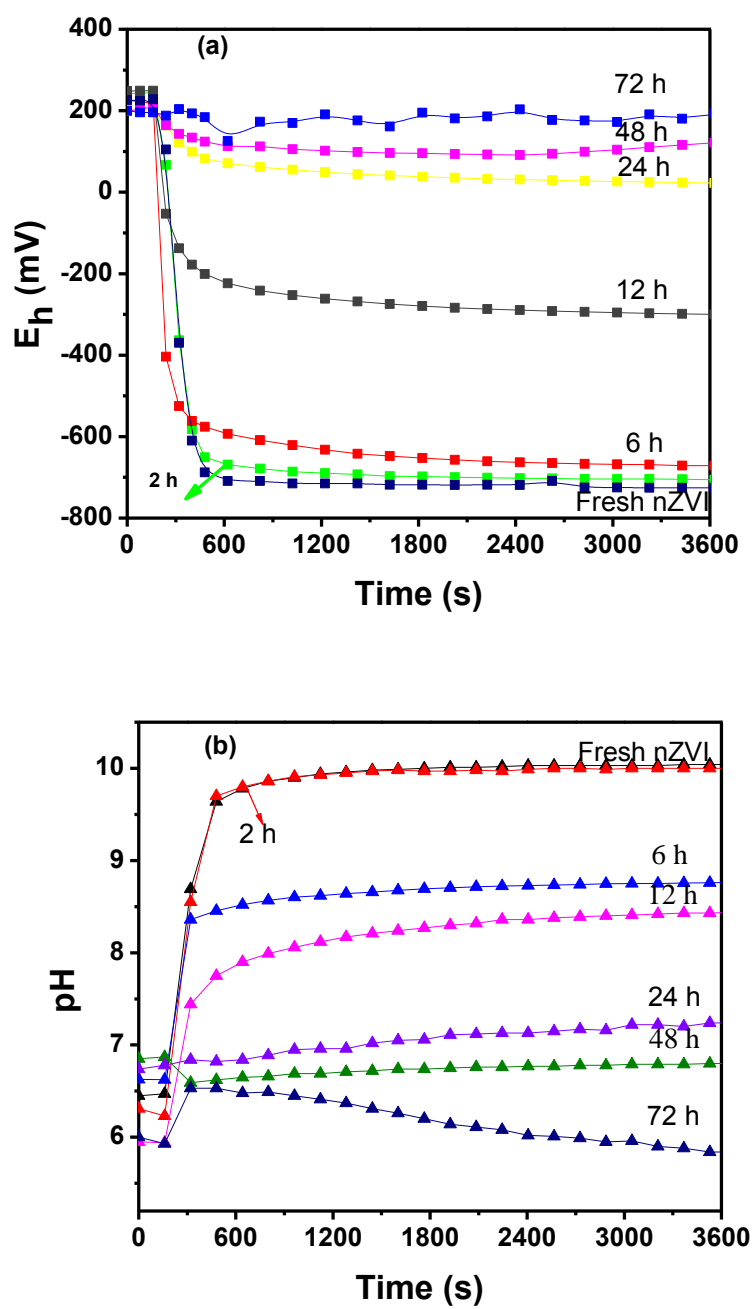 (a)
400
200
0
-200
-400
-600
-800
E_h (mV)
72 h
48 h
24 h
12 h
6 h
2 h
Fresh nZVI
0 600 1200 1800 2400 3000 3600
Time (s)
(b)
10
9
8
7
6
pH
Fresh nZVI
2 h
6 h
12 h
24 h
48 h
72 h
0 600 1200 1800 2400 3000 3600
Time (s)